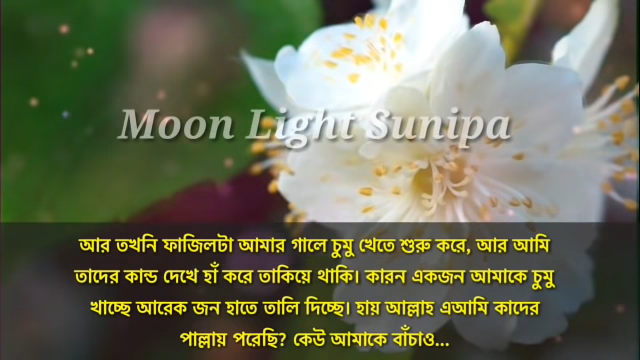 Moon Light Sunipa
আর তখনি ফাজিলটা আমার গালে চুমু খেতে শুরু করে, আর আমি
তাদের কান্ড দেখে হাঁ করে তাকিয়ে থাকি। কারন একজন আমাকে চুমু
খাচ্ছে আরেক জন হাতে তালি দিচ্ছে। হায় আল্লাহ এআমি কাদের
পাল্লায় পরেছি? কেউ আমাকে বাঁচাও...